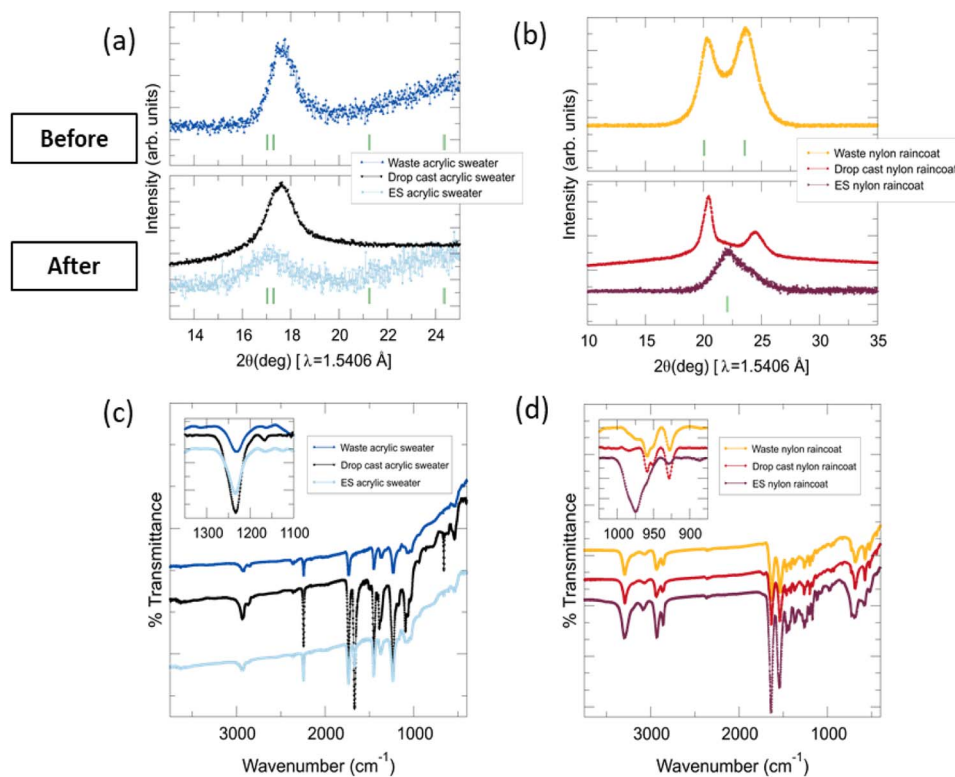 (a)
(b)
Before
After
Intensity (arb. units)
Waste acrylic sweater
Drop cast acrylic sweater
ES acrylic sweater
14 16 18 20 22 24
2θ(deg) [ λ=1.5406 Å]
Intensity (arb. units)
Waste nylon raincoat
Drop cast nylon raincoat
ES nylon raincoat
10 15 20 25 30 35
2θ(deg) [ λ=1.5406 Å]
(c)
(d)
% Transmittance
1300 1200 1100
Waste acrylic sweater
Drop cast acrylic sweater
ES acrylic sweater
3000 2000 1000
Wavenumber (cm⁻¹)
% Transmittance
1000 950 900
Waste nylon raincoat
Drop cast nylon raincoat
ES nylon raincoat
3000 2000 1000
Wavenumber (cm⁻¹)